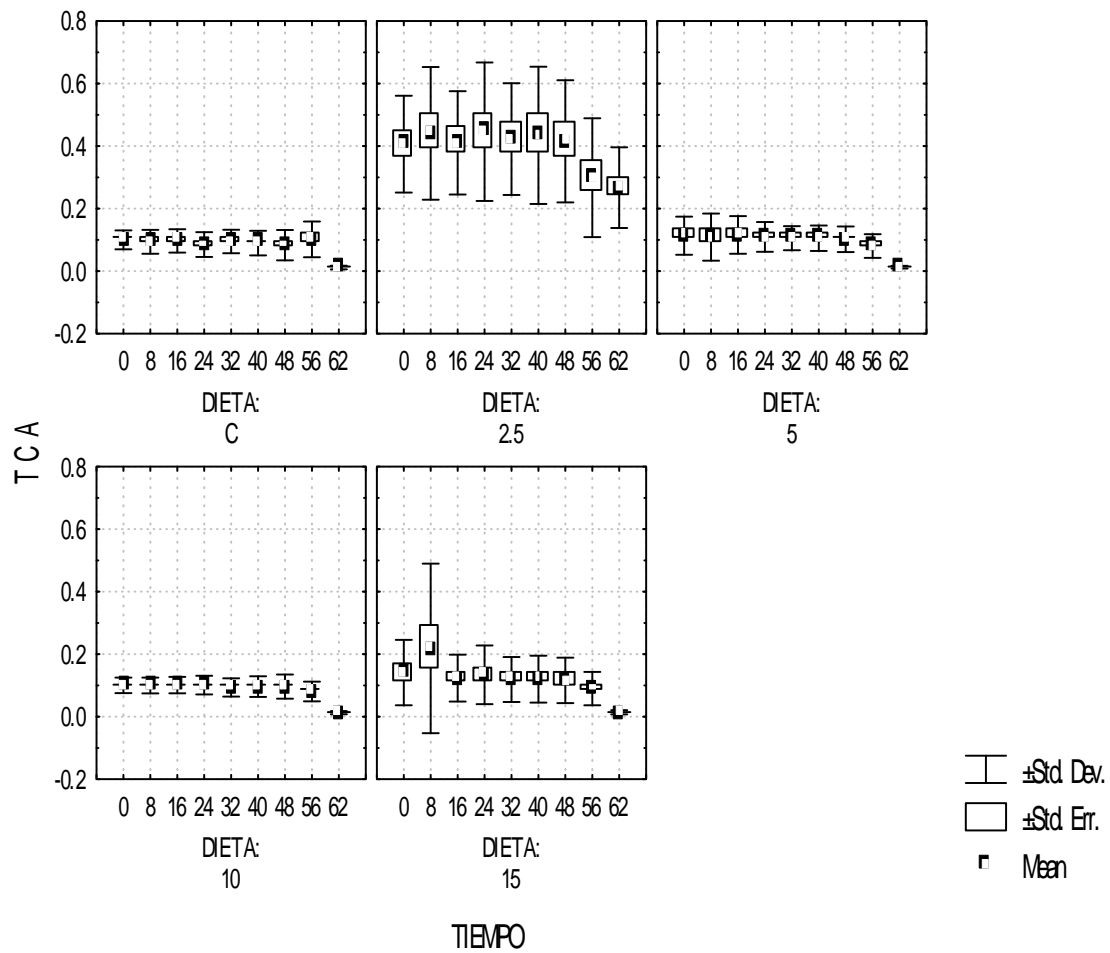 0.8
0.6
0.4
0.2
0.0
-0.2
0 8 16 24 32 40 48 56 62
DIETA:
C
0 8 16 24 32 40 48 56 62
DIETA:
2.5
0 8 16 24 32 40 48 56 62
DIETA:
5
T C A
0.8
0.6
0.4
0.2
0.0
-0.2
0 8 16 24 32 40 48 56 62
DIETA:
10
0 8 16 24 32 40 48 56 62
DIETA:
15
±Std. Dev.
±Std. Err.
Mean
TIEMPO